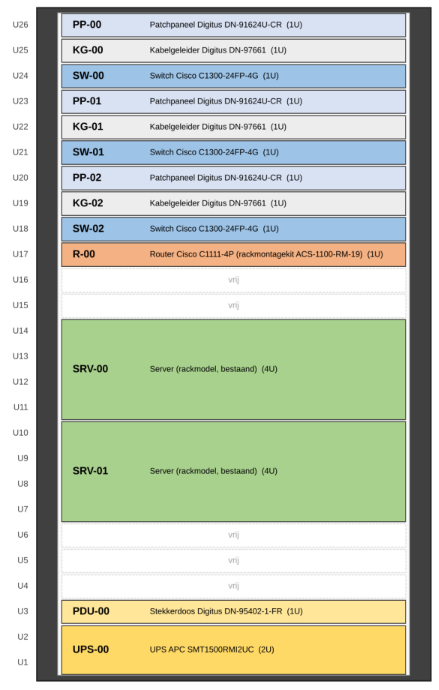 U26 PP-00 Patchpaneel Digitus DN-91624U-CR (1U)
U25 KG-00 Kabelgeleider Digitus DN-97661 (1U)
U24 SW-00 Switch Cisco C1300-24FP-4G (1U)
U23 PP-01 Patchpaneel Digitus DN-91624U-CR (1U)
U22 KG-01 Kabelgeleider Digitus DN-97661 (1U)
U21 SW-01 Switch Cisco C1300-24FP-4G (1U)
U20 PP-02 Patchpaneel Digitus DN-91624U-CR (1U)
U19 KG-02 Kabelgeleider Digitus DN-97661 (1U)
U18 SW-02 Switch Cisco C1300-24FP-4G (1U)
U17 R-00 Router Cisco C1111-4P (rackmontagekit ACS-1100-RM-19) (1U)
U16 vrij
U15 vrij
U14
U13
SRV-00 Server (rackmodel, bestaand) (4U)
U12
U11
U10
U9
SRV-01 Server (rackmodel, bestaand) (4U)
U8
U7
U6 vrij
U5 vrij
U4 vrij
U3 PDU-00 Stekkerdoos Digitus DN-95402-1-FR (1U)
U2
UPS-00 UPS APC SMT1500RMI2UC (2U)
U1